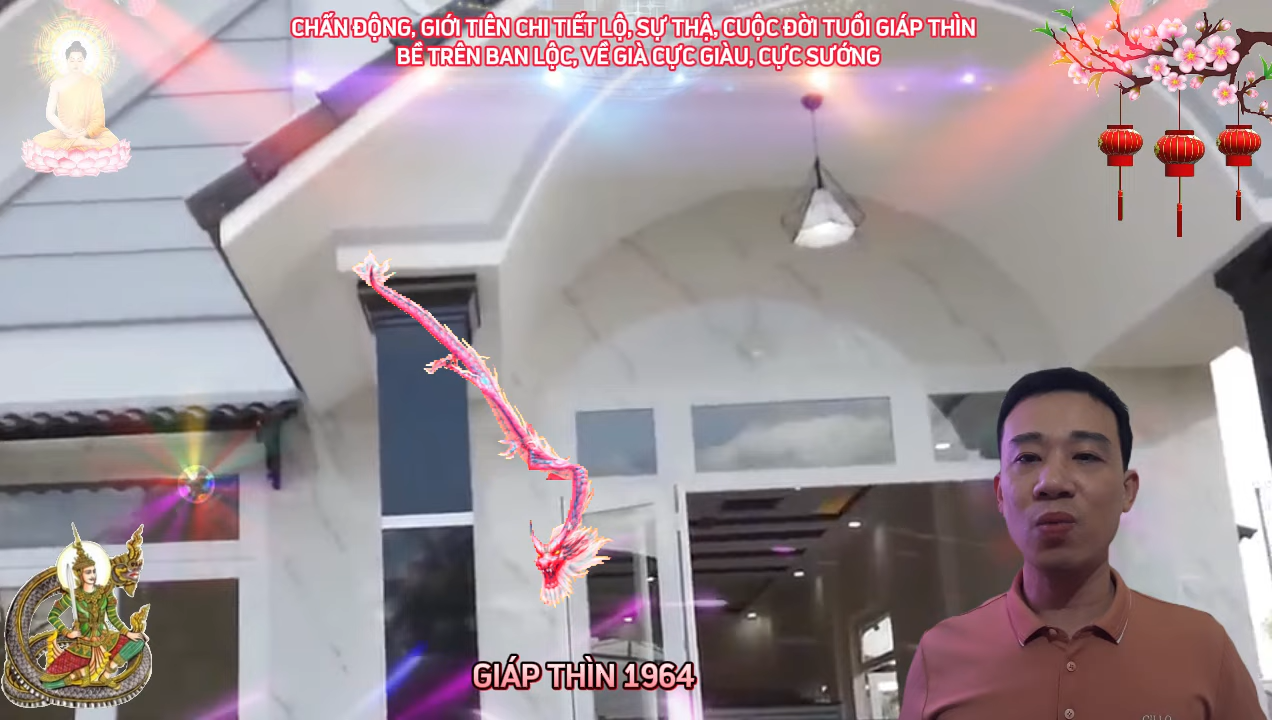 CHẤN ĐỘNG, GIỚI TIÊN CHI TIẾT LỘ, SỰ THẬ, CUỘC ĐỜI TUỔI GIÁP THÌN
BỀ TRÊN BAN LỘC, VỀ GIÀ CỰC GIÀU, CỰC SƯỚNG
GIÁP THÌN 1964